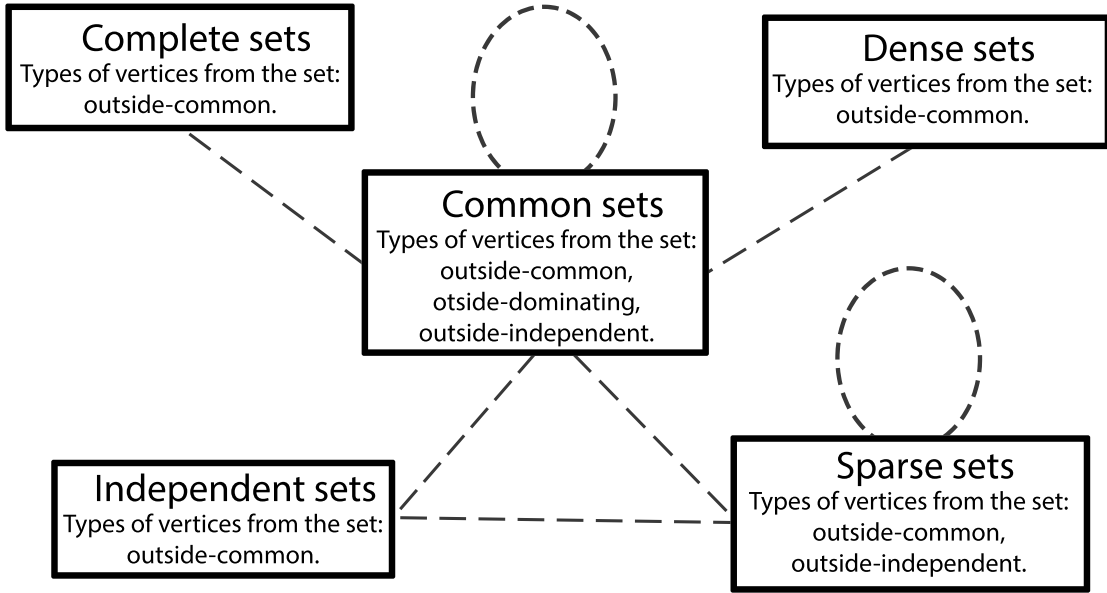 Complete sets
Types of vertices from the set:
outside-common.
Dense sets
Types of vertices from the set:
outside-common.
Common sets
Types of vertices from the set:
outside-common,
otside-dominating,
outside-independent.
Independent sets
Types of vertices from the set:
outside-common.
Sparse sets
Types of vertices from the set:
outside-common,
outside-independent.